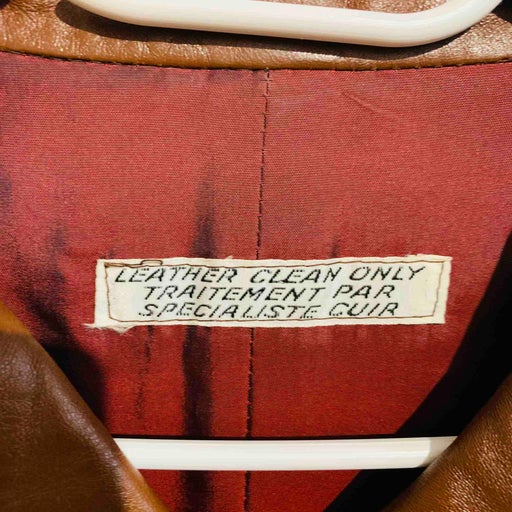 LEATHER CLEAN ONLY
TRAITEMENT PAR
SPECIALISTE CUIR